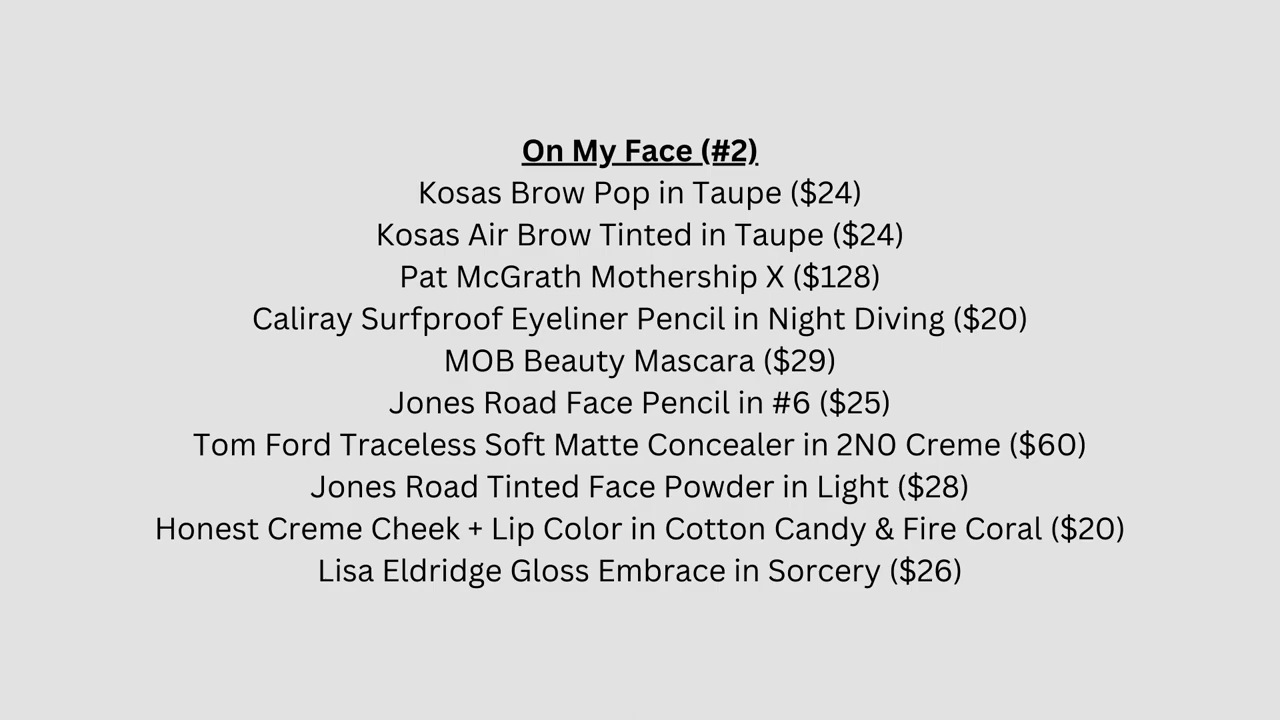 On My Face (#2)
Kosas Brow Pop in Taupe ($24)
Kosas Air Brow Tinted in Taupe ($24)
Pat McGrath Mothership X ($128)
Caliray Surfproof Eyeliner Pencil in Night Diving ($20)
MOB Beauty Mascara ($29)
Jones Road Face Pencil in #6 ($25)
Tom Ford Traceless Soft Matte Concealer in 2N0 Creme ($60)
Jones Road Tinted Face Powder in Light ($28)
Honest Creme Cheek + Lip Color in Cotton Candy & Fire Coral ($20)
Lisa Eldridge Gloss Embrace in Sorcery ($26)